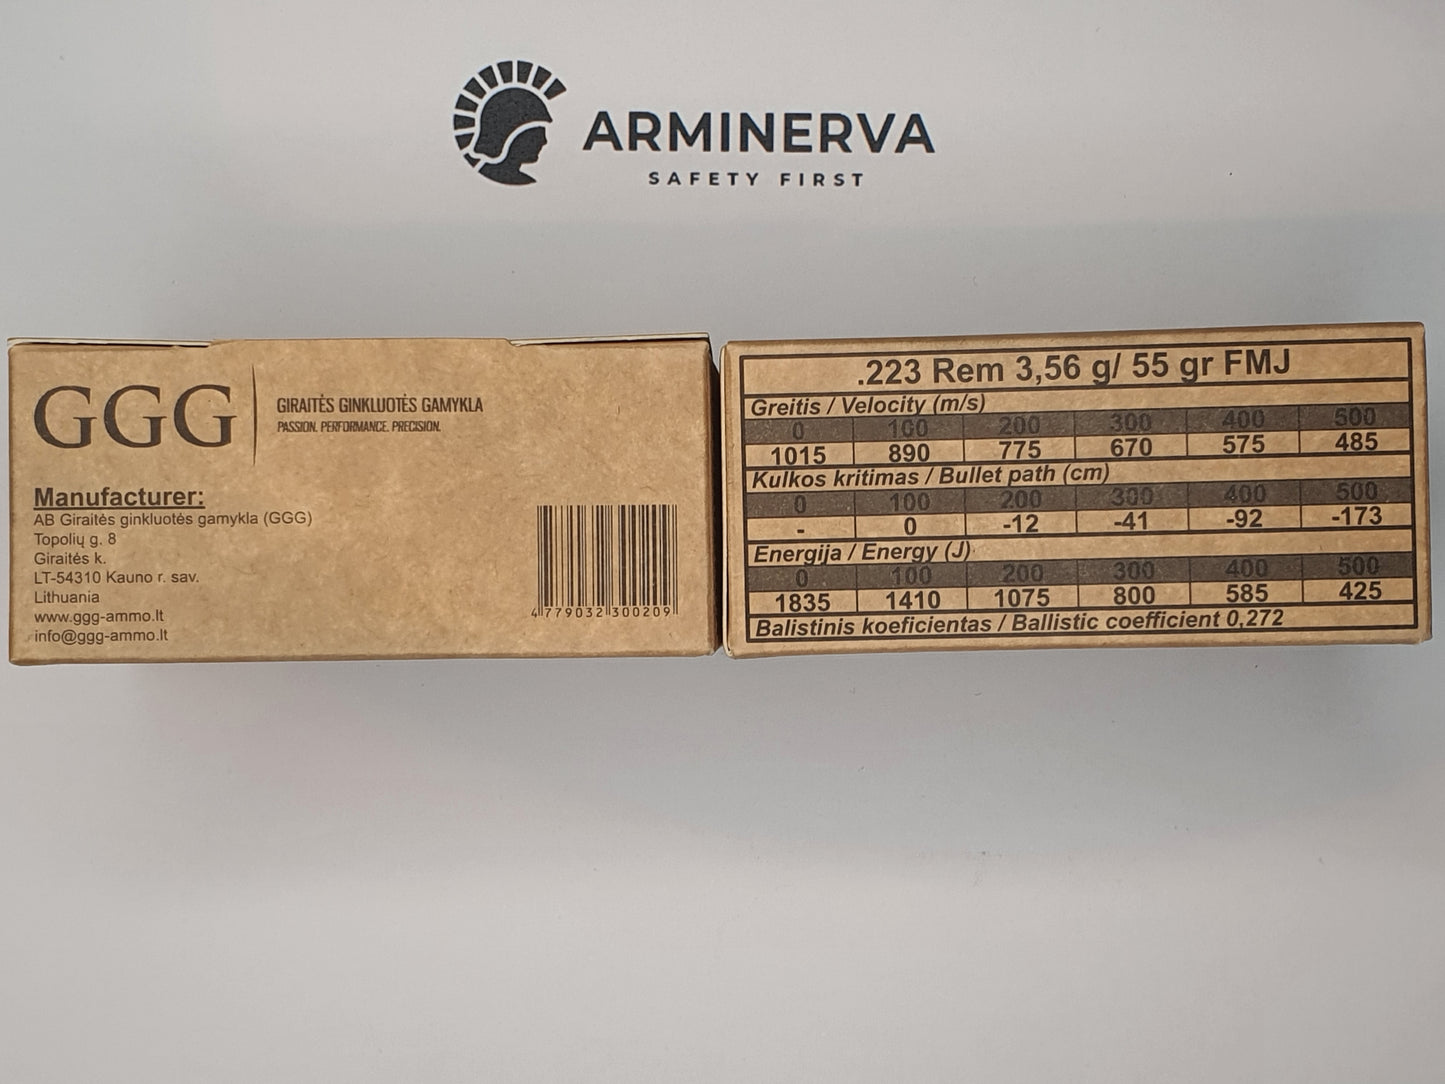 ARMINERVA
SAFETY FIRST
GGG
GIRAITĖS GINKLUOTĖS GAMYKLA
PASSION. PERFORMANCE. PRECISION.
Manufacturer:
AB Giraitės ginkluotės gamykla (GGG)
Topolių g. 8
Giraitės k.
LT-54310 Kauno r. sav.
Lithuania
www.ggg-ammo.lt
info@ggg-ammo.lt
4 779032 300209
.223 Rem 3,56 g/ 55 gr FMJ
Greitis / Velocity (m/s)
0 100 200 300 400 500
1015 890 775 670 575 485
Kulkos kritimas / Bullet path (cm)
0 100 200 300 400 500
- 0 -12 -41 -92 -173
Energija / Energy (J)
0 100 200 300 400 500
1835 1410 1075 800 585 425
Balistinis koeficientas / Ballistic coefficient 0,272